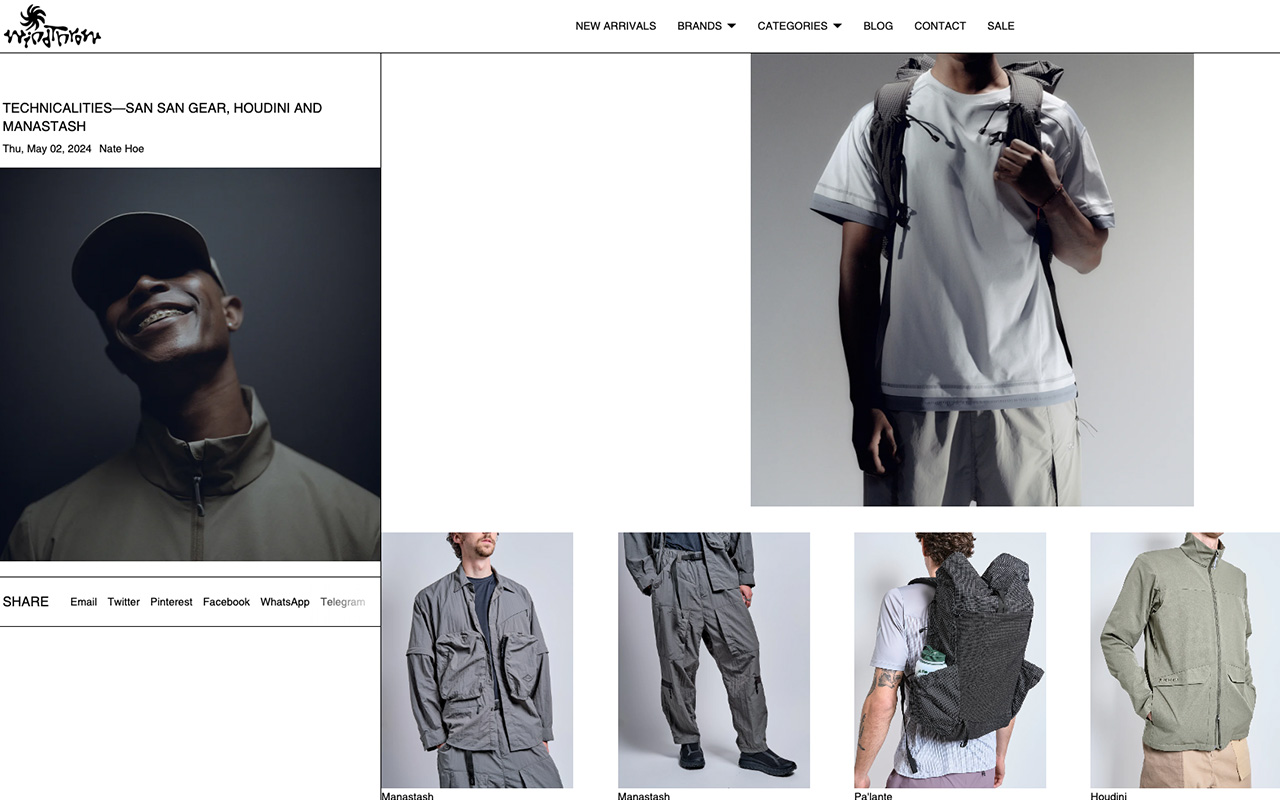 windthrow
NEW ARRIVALS BRANDS CATEGORIES BLOG CONTACT SALE
TECHNICALITIES—SAN SAN GEAR, HOUDINI AND
MANASTASH
Thu, May 02, 2024 Nate Hoe
SHARE Email Twitter Pinterest Facebook WhatsApp Telegram
Manastash
Manastash
Pa'lante
Houdini